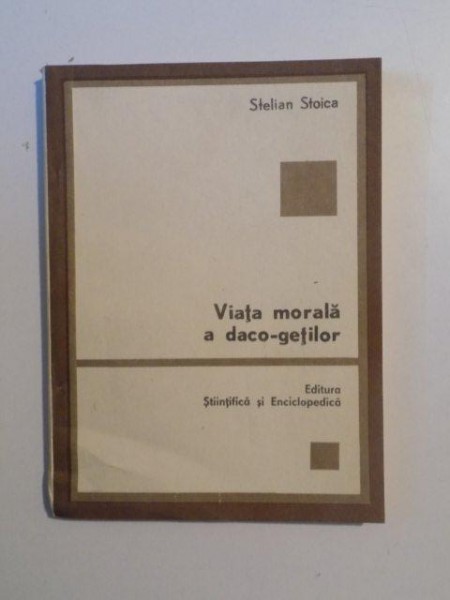 Stelian Stoica
Viața morală
a daco-geților
Editura
Științifică și Enciclopedică